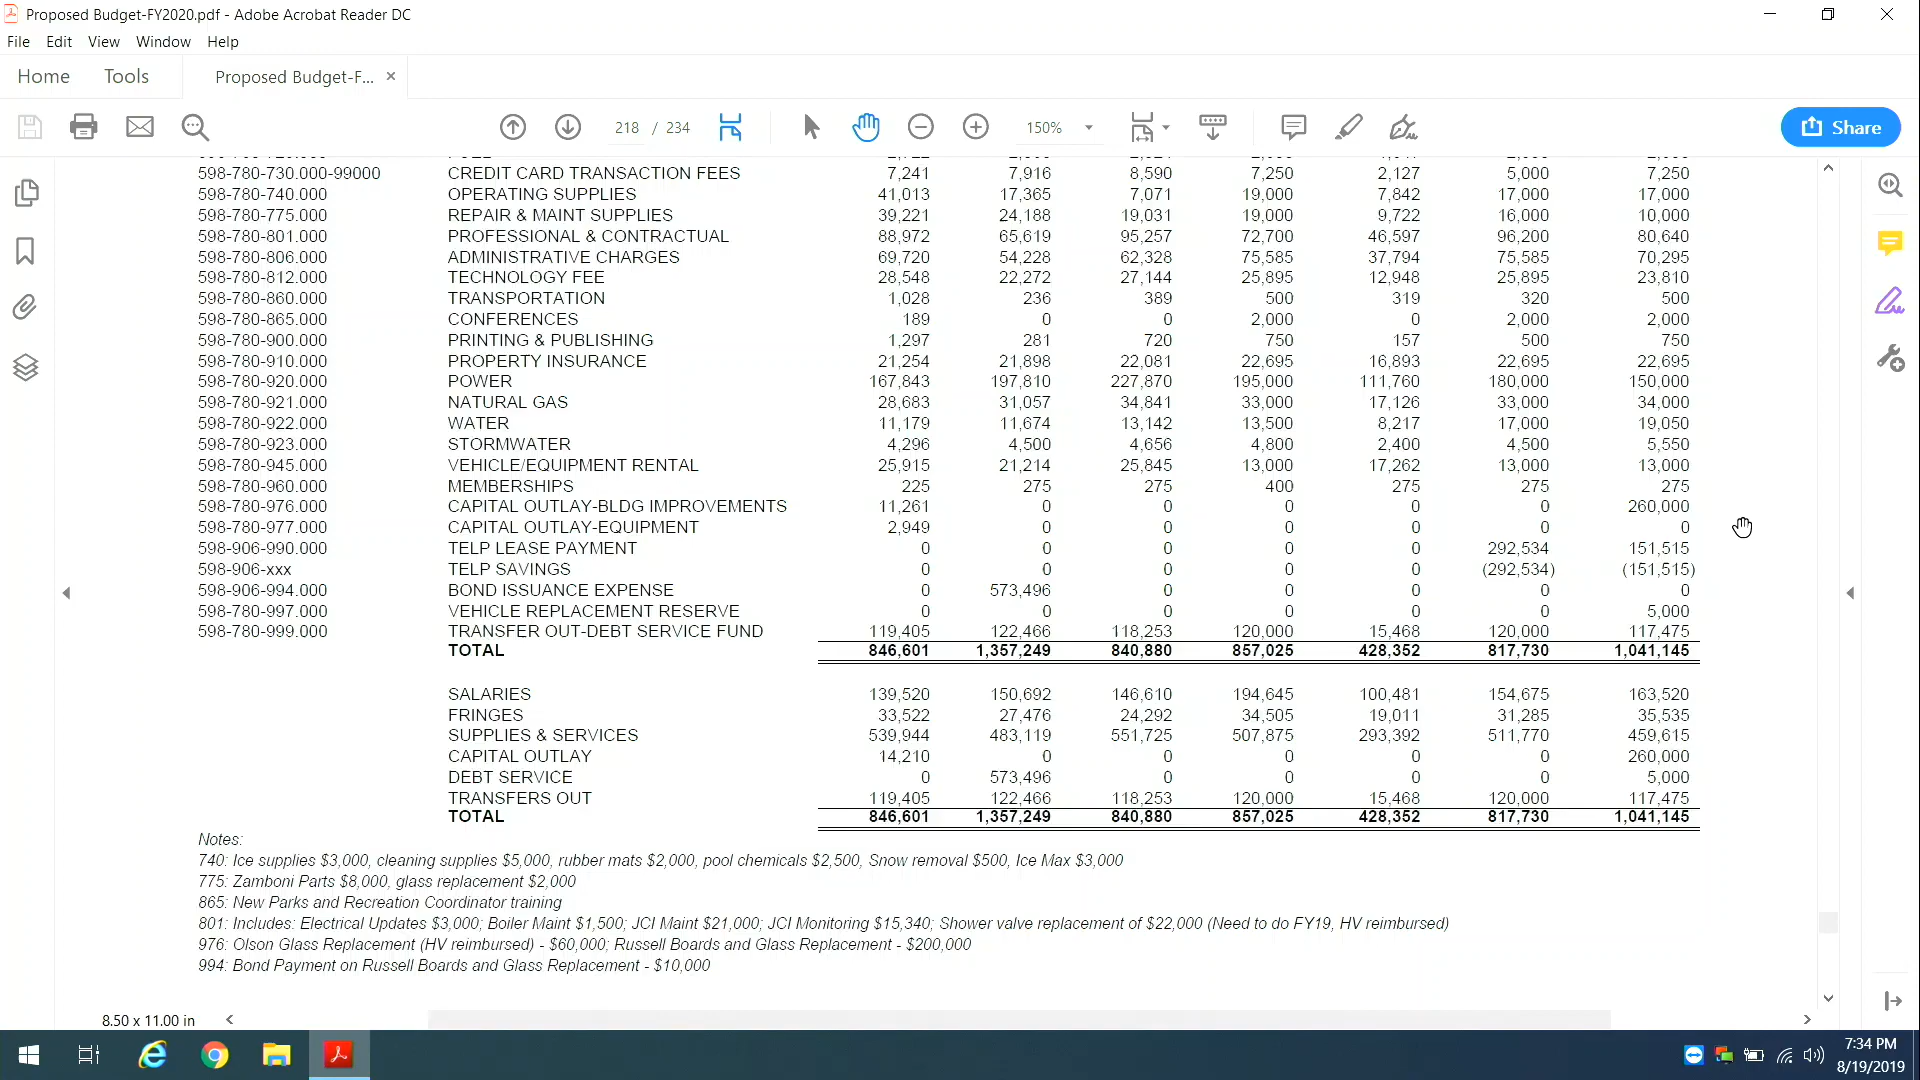 Proposed Budget-FY2020.pdf - Adobe Acrobat Reader DC
File Edit View Window Help
Home Tools Proposed Budget-F... ×
218 / 234 150% Share
598-780-730.000-99000 CREDIT CARD TRANSACTION FEES 7,241 7,916 8,590 7,250 2,127 5,000 7,250
598-780-740.000 OPERATING SUPPLIES 41,013 17,365 7,071 19,000 7,842 17,000 17,000
598-780-775.000 REPAIR & MAINT SUPPLIES 39,221 24,188 19,031 19,000 9,722 16,000 10,000
598-780-801.000 PROFESSIONAL & CONTRACTUAL 88,972 65,619 95,257 72,700 46,597 96,200 80,640
598-780-806.000 ADMINISTRATIVE CHARGES 69,720 54,228 62,328 75,585 37,794 75,585 70,295
598-780-812.000 TECHNOLOGY FEE 28,548 22,272 27,144 25,895 12,948 25,895 23,810
598-780-860.000 TRANSPORTATION 1,028 236 389 500 319 320 500
598-780-865.000 CONFERENCES 189 0 0 2,000 0 2,000 2,000
598-780-900.000 PRINTING & PUBLISHING 1,297 281 720 750 157 500 750
598-780-910.000 PROPERTY INSURANCE 21,254 21,898 22,081 22,695 16,893 22,695 22,695
598-780-920.000 POWER 167,843 197,810 227,870 195,000 111,760 180,000 150,000
598-780-921.000 NATURAL GAS 28,683 31,057 34,841 33,000 17,126 33,000 34,000
598-780-922.000 WATER 11,179 11,674 13,142 13,500 8,217 17,000 19,050
598-780-923.000 STORMWATER 4,296 4,500 4,656 4,800 2,400 4,500 5,550
598-780-945.000 VEHICLE/EQUIPMENT RENTAL 25,915 21,214 25,845 13,000 17,262 13,000 13,000
598-780-960.000 MEMBERSHIPS 225 275 275 400 275 275 275
598-780-976.000 CAPITAL OUTLAY-BLDG IMPROVEMENTS 11,261 0 0 0 0 0 260,000
598-780-977.000 CAPITAL OUTLAY-EQUIPMENT 2,949 0 0 0 0 0 0
598-906-990.000 TELP LEASE PAYMENT 0 0 0 0 0 292,534 151,515
598-906-xxx TELP SAVINGS 0 0 0 0 0 (292,534) (151,515)
598-906-994.000 BOND ISSUANCE EXPENSE 0 573,496 0 0 0 0 0
598-780-997.000 VEHICLE REPLACEMENT RESERVE 0 0 0 0 0 0 5,000
598-780-999.000 TRANSFER OUT-DEBT SERVICE FUND 119,405 122,466 118,253 120,000 15,468 120,000 117,475
TOTAL 846,601 1,357,249 840,880 857,025 428,352 817,730 1,041,145
SALARIES 139,520 150,692 146,610 194,645 100,481 154,675 163,520
FRINGES 33,522 27,476 24,292 34,505 19,011 31,285 35,535
SUPPLIES & SERVICES 539,944 483,119 551,725 507,875 293,392 511,770 459,615
CAPITAL OUTLAY 14,210 0 0 0 0 0 260,000
DEBT SERVICE 0 573,496 0 0 0 0 5,000
TRANSFERS OUT 119,405 122,466 118,253 120,000 15,468 120,000 117,475
TOTAL 846,601 1,357,249 840,880 857,025 428,352 817,730 1,041,145
Notes:
740: Ice supplies $3,000, cleaning supplies $5,000, rubber mats $2,000, pool chemicals $2,500, Snow removal $500, Ice Max $3,000
775: Zamboni Parts $8,000, glass replacement $2,000
865: New Parks and Recreation Coordinator training
801: Includes: Electrical Updates $3,000; Boiler Maint $1,500; JCI Maint $21,000; JCI Monitoring $15,340; Shower valve replacement of $22,000 (Need to do FY19, HV reimbursed)
976: Olson Glass Replacement (HV reimbursed) - $60,000; Russell Boards and Glass Replacement - $200,000
994: Bond Payment on Russell Boards and Glass Replacement - $10,000
8.50 x 11.00 in
7:34 PM
8/19/2019